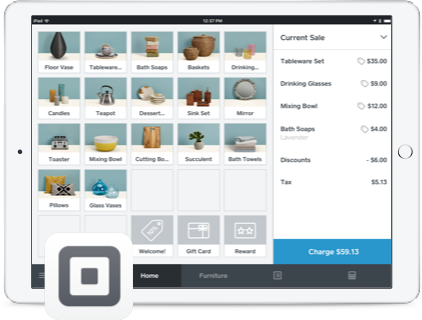 iPad
12:37 PM
Floor Vase
Tableware...
Bath Soaps
Baskets
Drinking...
Candles
Teapot
Dessert...
Sink Set
Mirror
Toaster
Mixing Bowl
Cutting Bo...
Succulent
Bath Towels
Pillows
Glass Vases
Welcome!
Gift Card
Reward
Home
Furniture
Current Sale
Tableware Set $35.00
Drinking Glasses $9.00
Mixing Bowl $12.00
Bath Soaps $4.00
Lavender
Discounts - $6.00
Tax $5.13
Charge $59.13